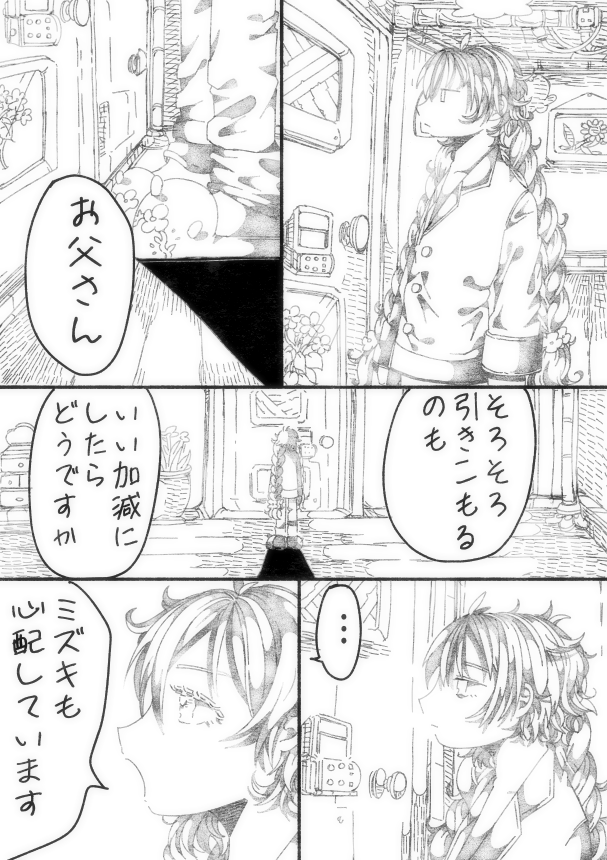 お父さん
そろそろ
引きこもる
のも
いい加減に
したら
どうですか
…
ミズキも
心配しています